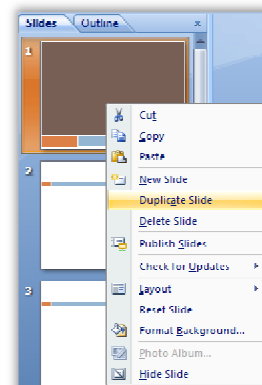 Slides Outline x
1
Cut
Copy
Paste
2
New Slide
Duplicate Slide
Delete Slide
Publish Slides
Check for Updates
3
Layout
Reset Slide
Format Background...
Photo Album...
Hide Slide